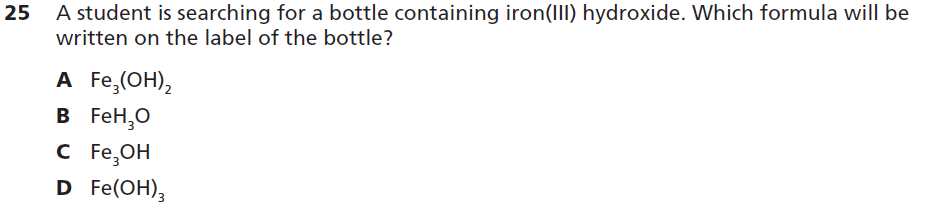 25 A student is searching for a bottle containing iron(III) hydroxide. Which formula will be
written on the label of the bottle?
A Fe₃(OH)₂
B FeH₃O
C Fe₃OH
D Fe(OH)₃